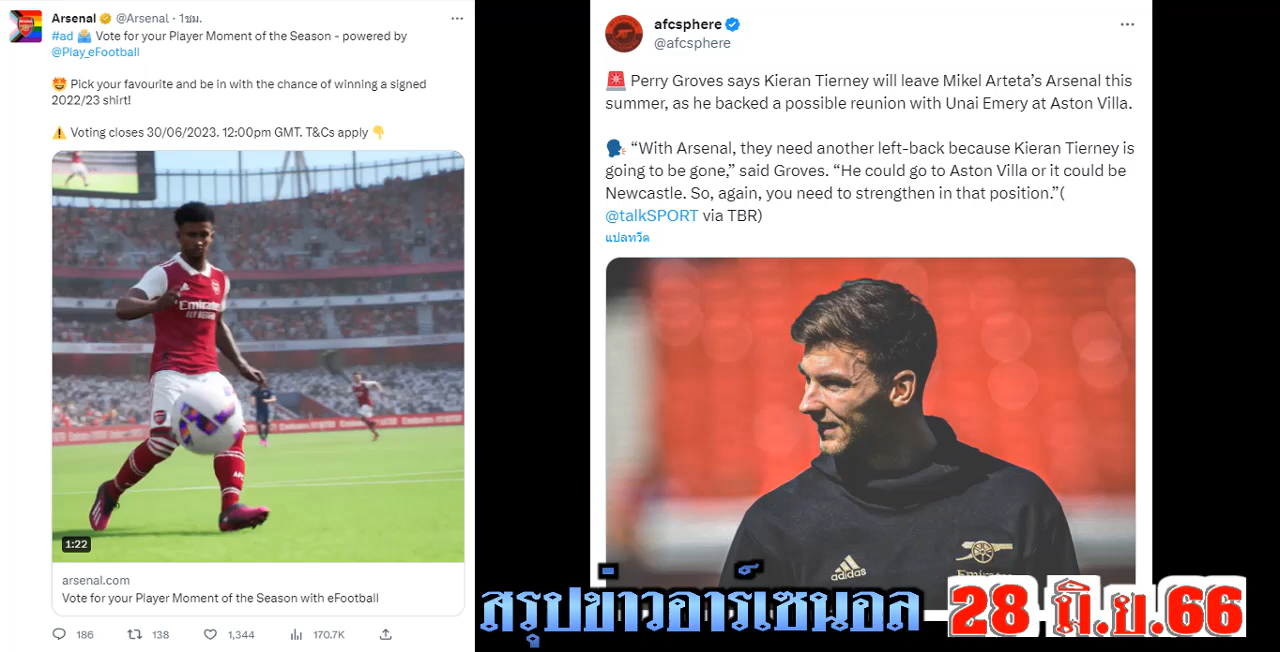 Arsenal @Arsenal · 1ชม.
#ad 🗳️ Vote for your Player Moment of the Season - powered by
@Play_eFootball
🤩 Pick your favourite and be in with the chance of winning a signed
2022/23 shirt!
⚠️ Voting closes 30/06/2023. 12:00pm GMT. T&Cs apply 👇
Emirates
FLY BETTER
1:22
arsenal.com
Vote for your Player Moment of the Season with eFootball
186 138 1,344 170.7K
afcsphere
@afcsphere
🚨 Perry Groves says Kieran Tierney will leave Mikel Arteta’s Arsenal this
summer, as he backed a possible reunion with Unai Emery at Aston Villa.
🗣️ “With Arsenal, they need another left-back because Kieran Tierney is
going to be gone,” said Groves. “He could go to Aston Villa or it could be
Newcastle. So, again, you need to strengthen in that position.”(
@talkSPORT via TBR)
แปลทวีต
adidas
Emirates
สรุปข่าวอาร์เซนอล 28 มิ.ย.66